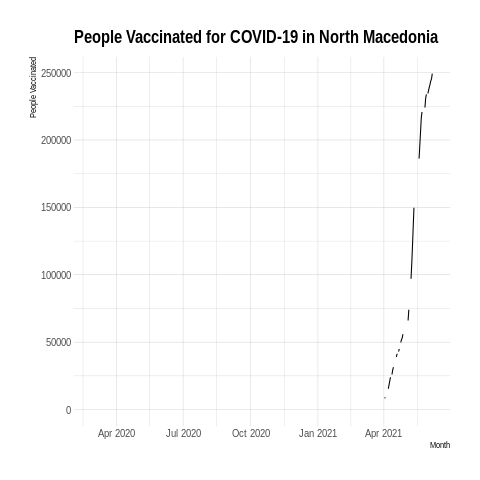 People Vaccinated for COVID-19 in North Macedonia
People Vaccinated
250000
200000
150000
100000
50000
0
Apr 2020 Jul 2020 Oct 2020 Jan 2021 Apr 2021
Month